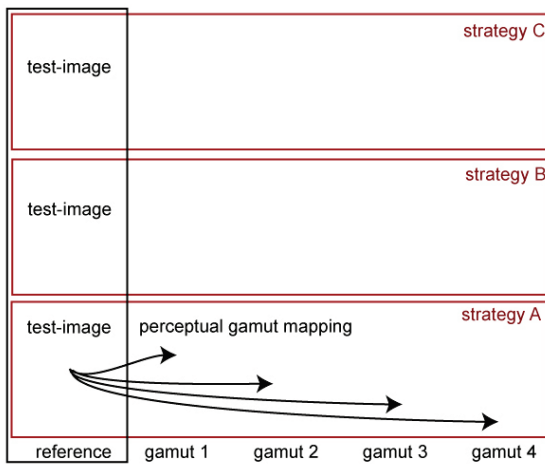 strategy C
test-image
strategy B
test-image
strategy A
test-image
perceptual gamut mapping
reference gamut 1 gamut 2 gamut 3 gamut 4